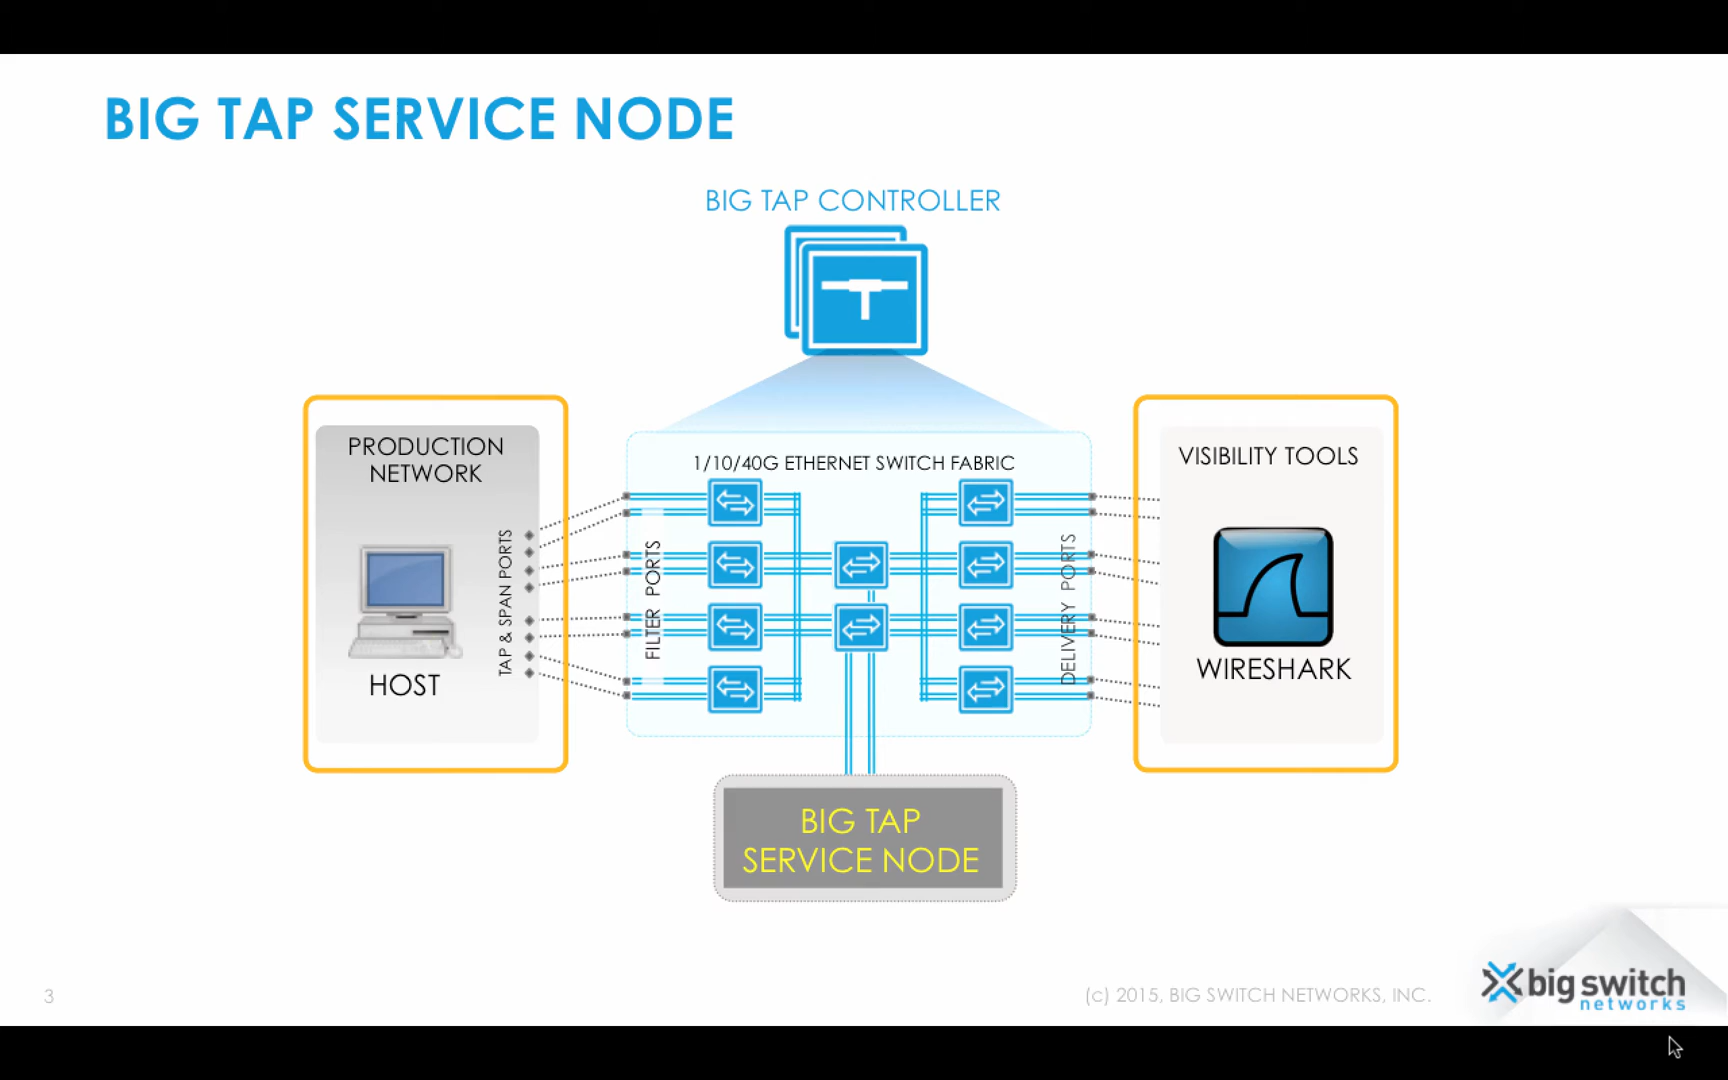 BIG TAP SERVICE NODE
BIG TAP CONTROLLER
PRODUCTION
NETWORK
TAP & SPAN PORTS
HOST
1/10/40G ETHERNET SWITCH FABRIC
FILTER PORTS
DELIVERY PORTS
VISIBILITY TOOLS
WIRESHARK
BIG TAP
SERVICE NODE
3
(c) 2015, BIG SWITCH NETWORKS, INC.
big switch
networks